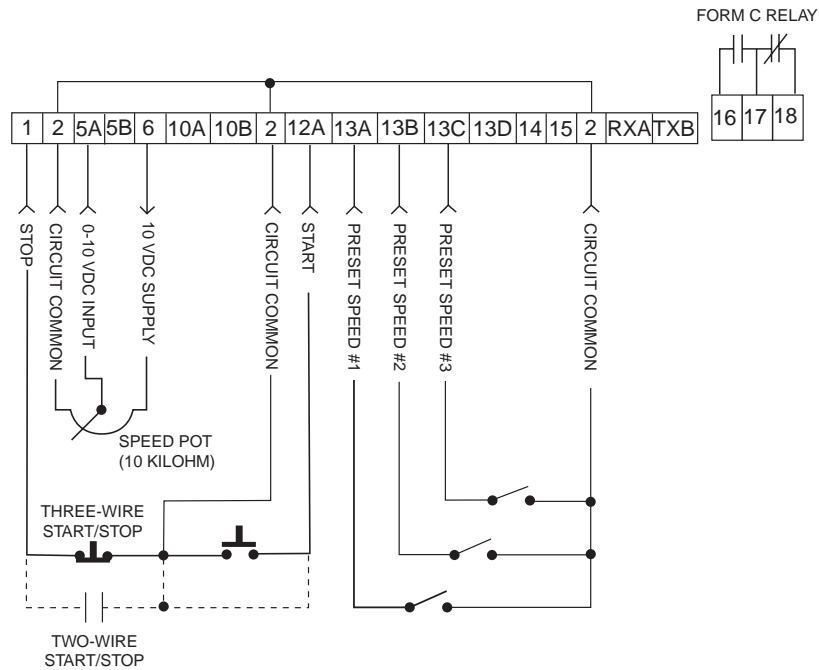 FORM C RELAY
16 17 18
1 2 5A 5B 6 10A 10B 2 12A 13A 13B 13C 13D 14 15 2 RXA TXB
STOP
CIRCUIT COMMON
0-10 VDC INPUT
10 VDC SUPPLY
CIRCUIT COMMON
START
PRESET SPEED #1
PRESET SPEED #2
PRESET SPEED #3
CIRCUIT COMMON
SPEED POT
(10 KILOHM)
THREE-WIRE
START/STOP
TWO-WIRE
START/STOP